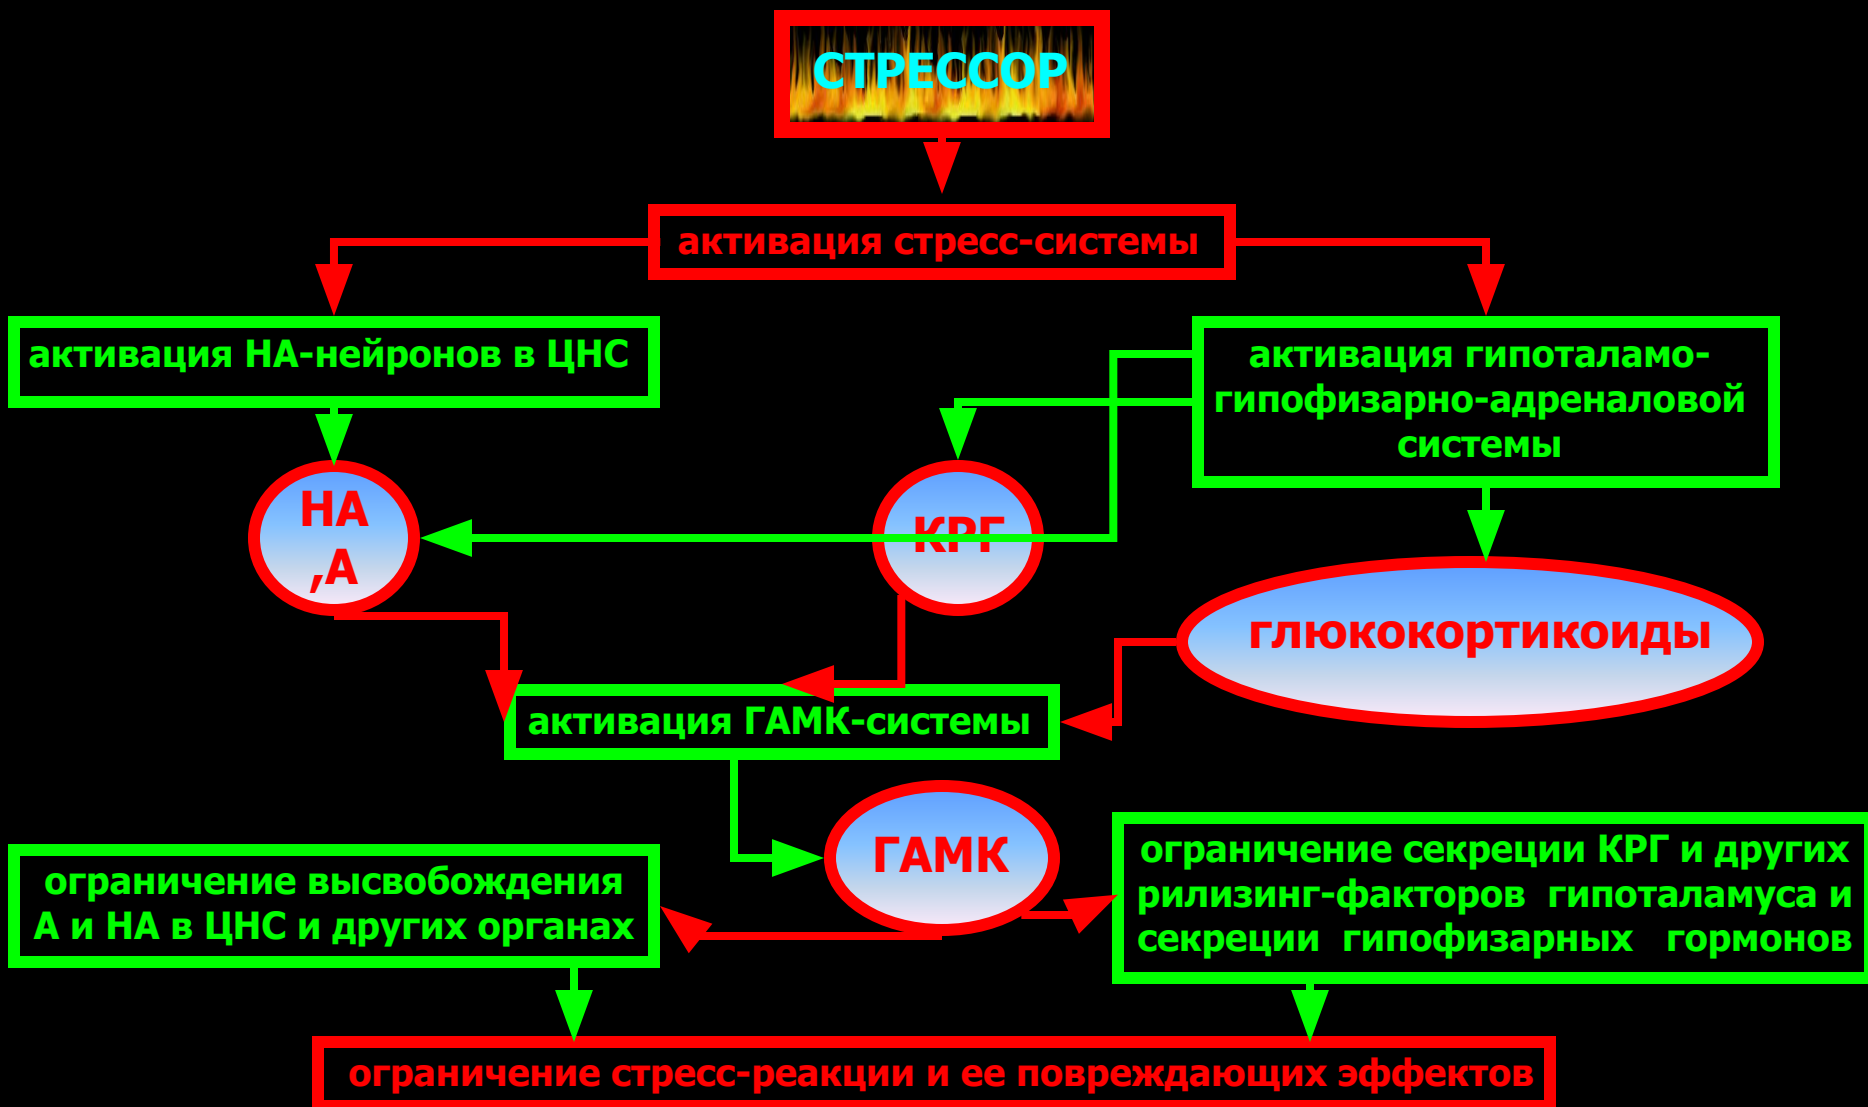 СТРЕССОР
активация стресс-системы
активация НА-нейронов в ЦНС
активация гипоталамо-
гипофизарно-адреналовой
системы
НА
,А
КРГ
глюкокортикоиды
активация ГАМК-системы
ГАМК
ограничение высвобождения
А и НА в ЦНС и других органах
ограничение секреции КРГ и других
рилизинг-факторов гипоталамуса и
секреции гипофизарных гормонов
ограничение стресс-реакции и ее повреждающих эффектов